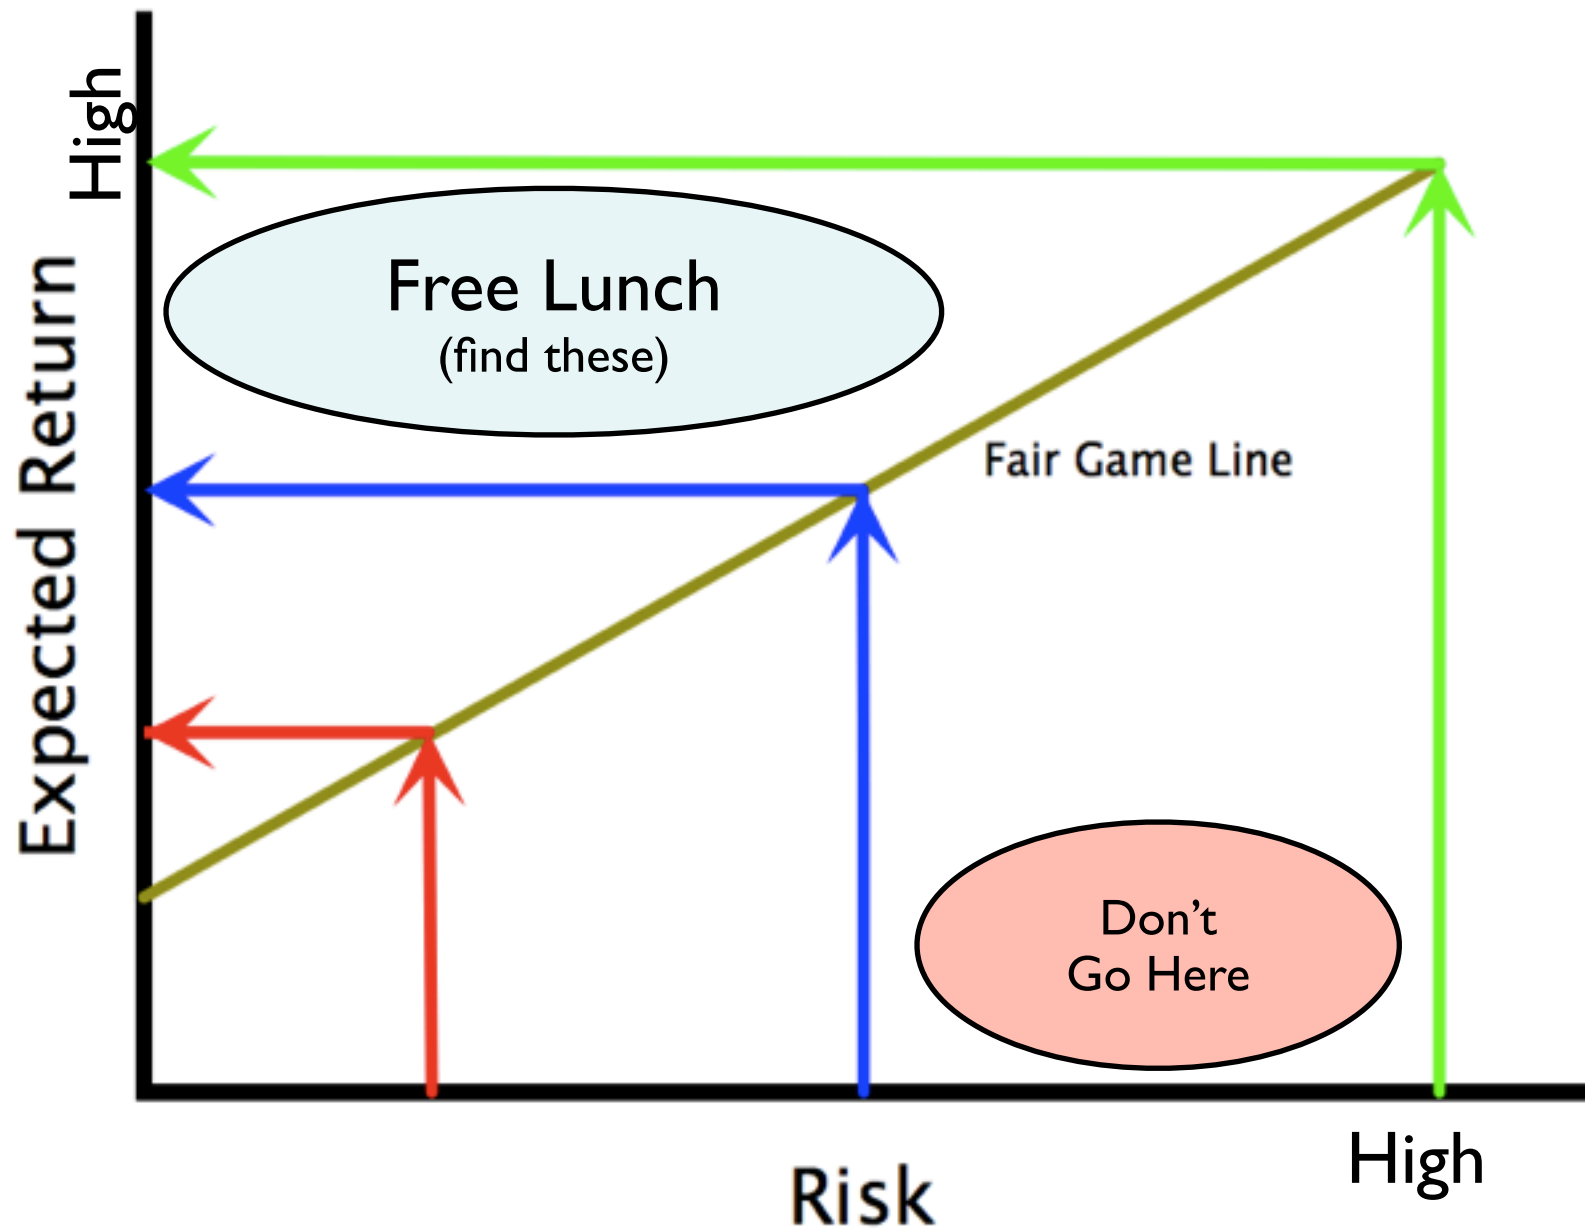 High
Expected Return
Free Lunch
(find these)
Fair Game Line
Don’t
Go Here
High
Risk